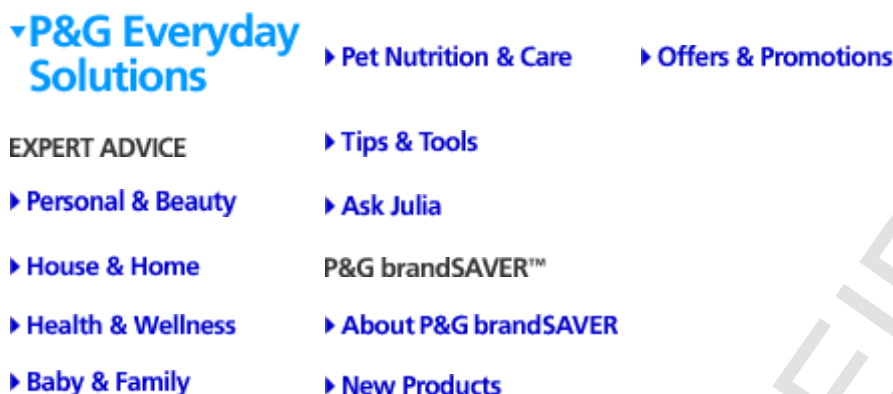 P&G Everyday
Solutions
EXPERT ADVICE
Personal & Beauty
House & Home
Health & Wellness
Baby & Family
Pet Nutrition & Care
Tips & Tools
Ask Julia
P&G brandSAVER™
About P&G brandSAVER
New Products
Offers & Promotions